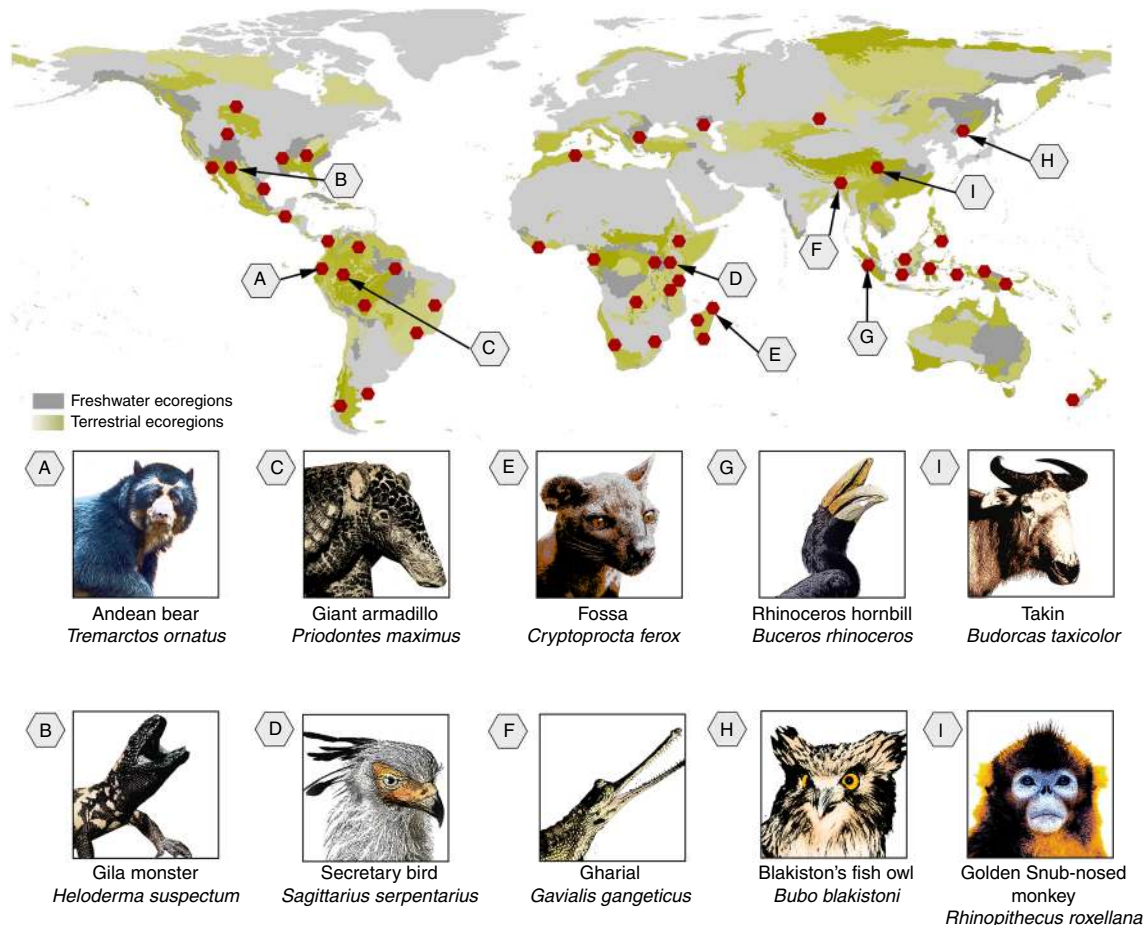 H
B
I
F
A
D
C
G
E
Freshwater ecoregions
Terrestrial ecoregions
A
C
E
G
I
Andean bear
Tremarctos ornatus
Giant armadillo
Priodontes maximus
Fossa
Cryptoprocta ferox
Rhinoceros hornbill
Buceros rhinoceros
Takin
Budorcas taxicolor
B
D
F
H
I
Gila monster
Heloderma suspectum
Secretary bird
Sagittarius serpentarius
Gharial
Gavialis gangeticus
Blakiston's fish owl
Bubo blakistoni
Golden Snub-nosed
monkey
Rhinopithecus roxellana